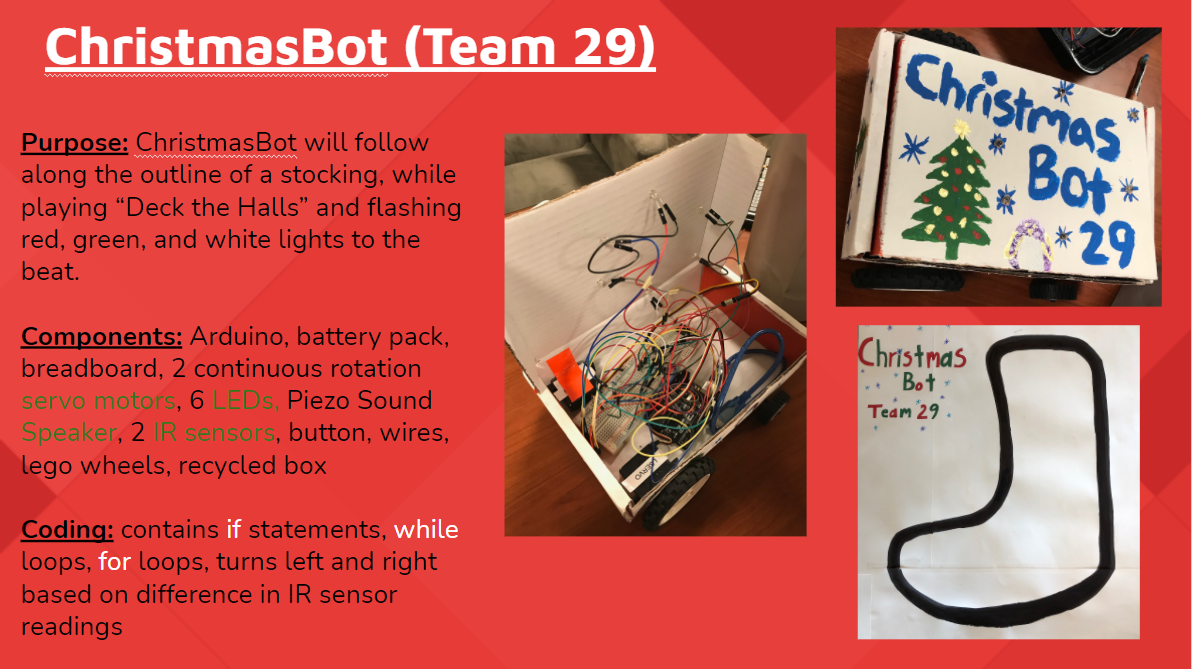 ChristmasBot (Team 29)
Purpose: ChristmasBot will follow
along the outline of a stocking, while
playing “Deck the Halls” and flashing
red, green, and white lights to the
beat.
Components: Arduino, battery pack,
breadboard, 2 continuous rotation
servo motors, 6 LEDs, Piezo Sound
Speaker, 2 IR sensors, button, wires,
lego wheels, recycled box
Coding: contains if statements, while
loops, for loops, turns left and right
based on difference in IR sensor
readings
Christmas
Bot
29
Christmas
Bot
Team 29